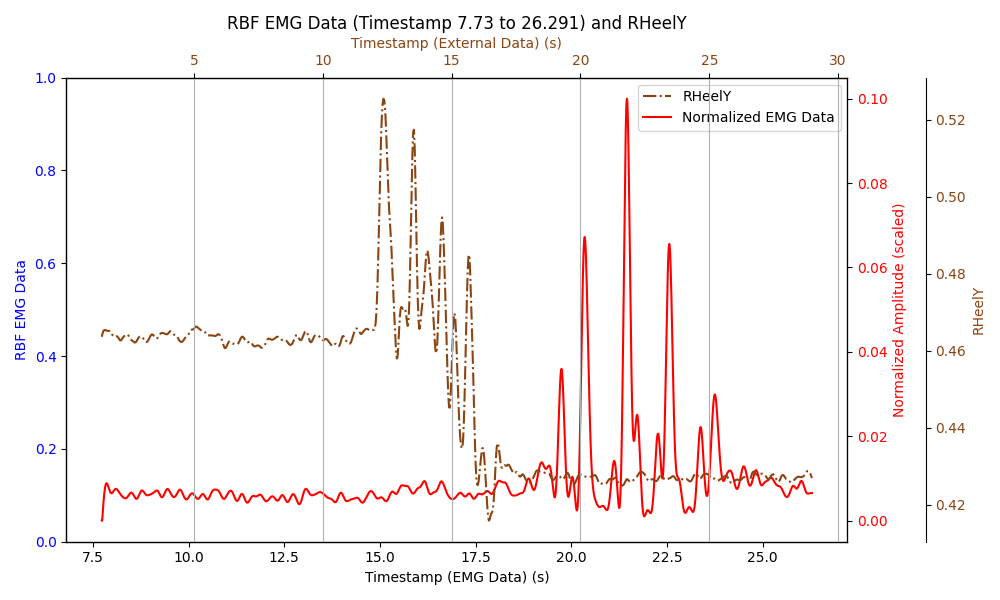 RBF EMG Data (Timestamp 7.73 to 26.291) and RHeelY
Timestamp (External Data) (s)
5 10 15 20 25 30
RHeelY
Normalized EMG Data
RBF EMG Data
1.0
0.8
0.6
0.4
0.2
0.0
Normalized Amplitude (scaled)
0.10
0.08
0.06
0.04
0.02
0.00
RHeelY
0.52
0.50
0.48
0.46
0.44
0.42
7.5 10.0 12.5 15.0 17.5 20.0 22.5 25.0
Timestamp (EMG Data) (s)